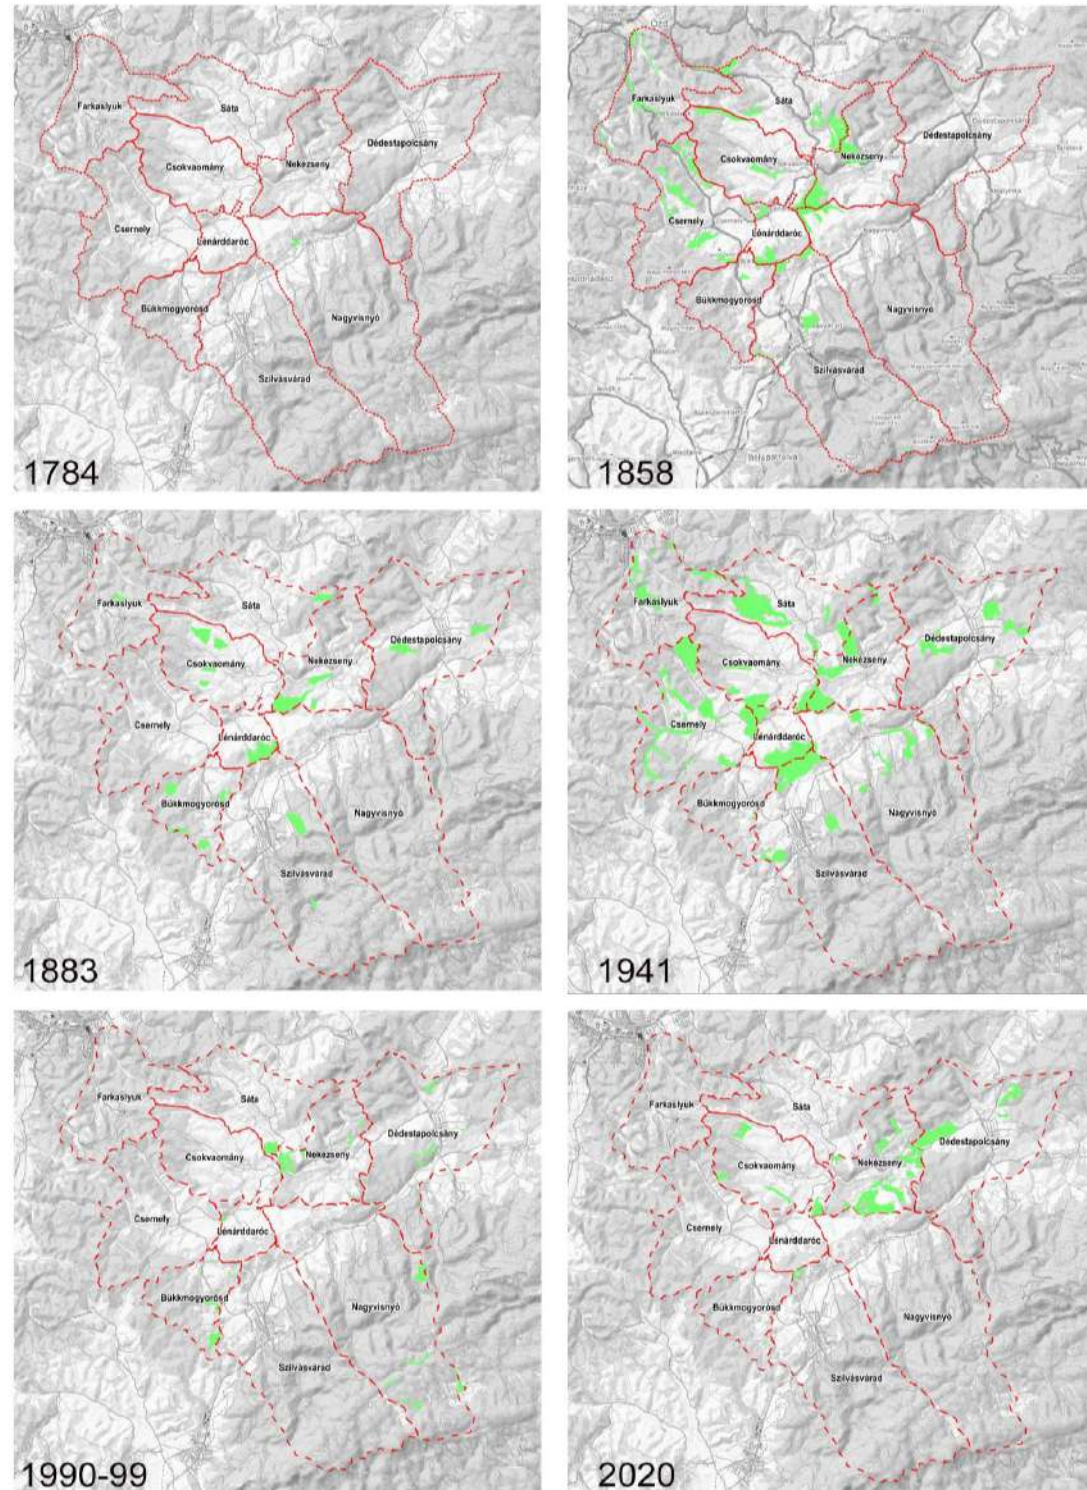 Farkaslyuk
Sáta
Dédestapolcsány
Csokvaomány
Nekézseny
Csernely
Lénárddaróc
Bükkmogyorósd
Nagyvisnyó
Szilvásvárad
1784
Ózd
Farkaslyuk
Sáta
Dédestapolcsány
Csokvaomány
Nekézseny
Csernely
Lénárddaróc
Bükkmogyorósd
Nagyvisnyó
Szilvásvárad
Bélapátfalva
1858
Farkaslyuk
Sáta
Dédestapolcsány
Csokvaomány
Nekézseny
Csernely
Lénárddaróc
Bükkmogyorósd
Nagyvisnyó
Szilvásvárad
1883
Farkaslyuk
Sáta
Dédestapolcsány
Csokvaomány
Nekézseny
Csernely
Lénárddaróc
Bükkmogyorósd
Nagyvisnyó
Szilvásvárad
1941
Farkaslyuk
Sáta
Dédestapolcsány
Csokvaomány
Nekézseny
Csernely
Lénárddaróc
Bükkmogyorósd
Nagyvisnyó
Szilvásvárad
1990-99
Farkaslyuk
Sáta
Dédestapolcsány
Csokvaomány
Nekézseny
Csernely
Lénárddaróc
Bükkmogyorósd
Nagyvisnyó
Szilvásvárad
2020